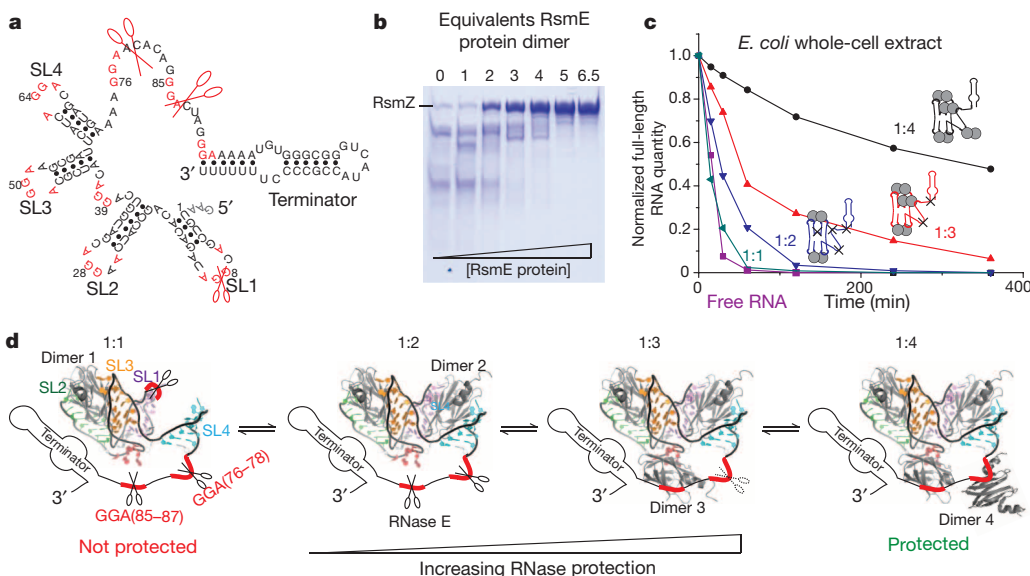 a
SL4
64
76
85
50
SL3
39
28
SL2
1
5′
8
SL1
3′
Terminator
b
Equivalents RsmE
protein dimer
0 1 2 3 4 5 6.5
RsmZ
* [RsmE protein]
c
E. coli whole-cell extract
Normalized full-length
RNA quantity
1.0
0.8
0.6
0.4
0.2
0
1:4
1:3
1:2
1:1
Free RNA
0 200 400
Time (min)
d
1:1
Dimer 1
SL3
SL1
SL2
SL4
Terminator
3′
GGA(76–78)
GGA(85–87)
Not protected
1:2
Dimer 2
Terminator
3′
RNase E
1:3
Terminator
3′
Dimer 3
1:4
Terminator
3′
Dimer 4
Protected
Increasing RNase protection